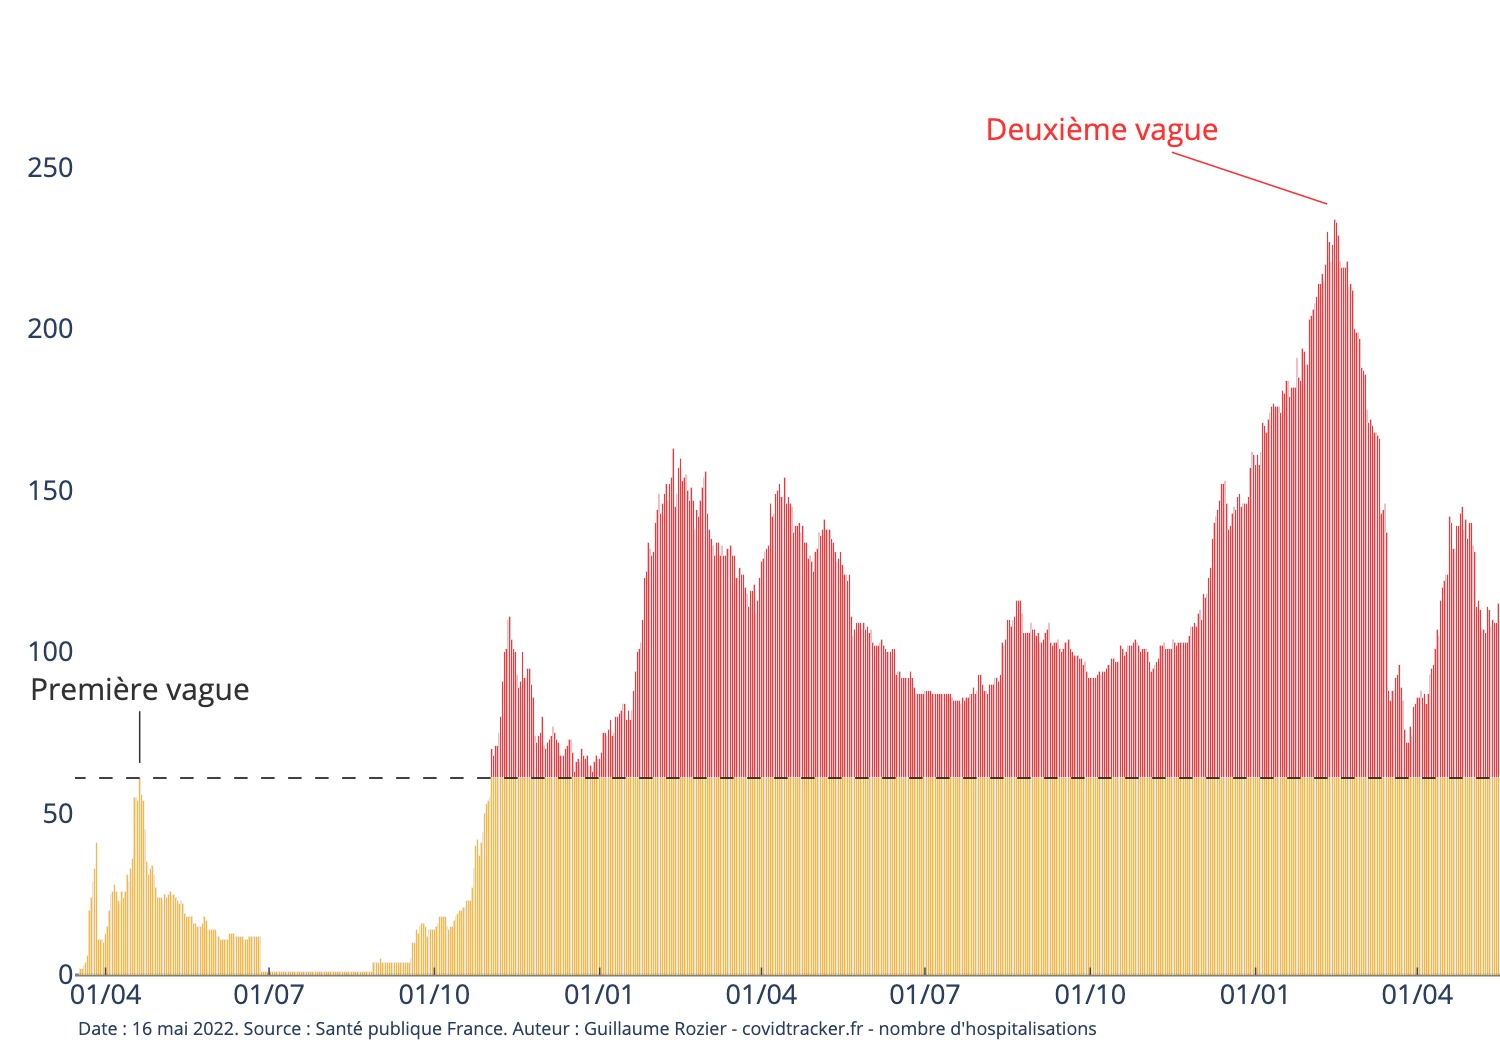 Deuxième vague
250
200
150
100
Première vague
50
0
01/04 01/07 01/10 01/01 01/04 01/07 01/10 01/01 01/04
Date : 16 mai 2022. Source : Santé publique France. Auteur : Guillaume Rozier - covidtracker.fr - nombre d'hospitalisations